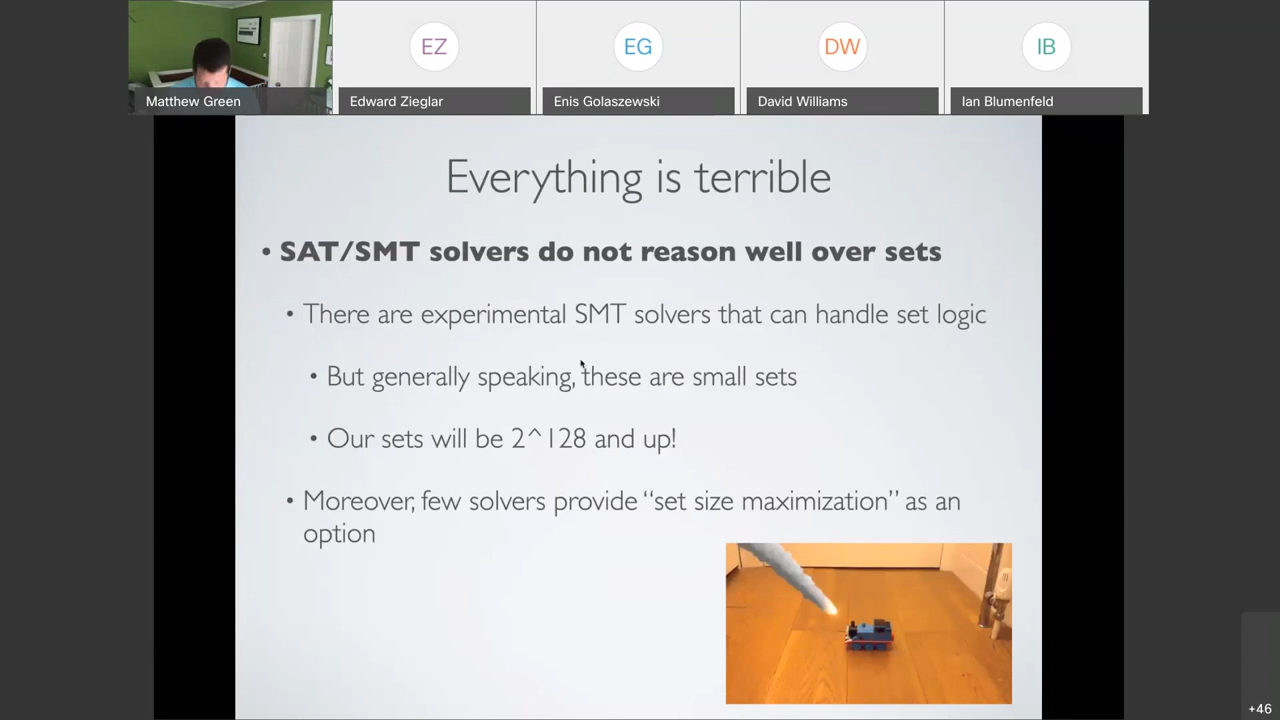 EZ
EG
DW
IB
Matthew Green
Edward Zieglar
Enis Golaszewski
David Williams
Ian Blumenfeld
Everything is terrible
• SAT/SMT solvers do not reason well over sets
• There are experimental SMT solvers that can handle set logic
• But generally speaking, these are small sets
• Our sets will be 2^128 and up!
• Moreover, few solvers provide “set size maximization” as an
option
+46